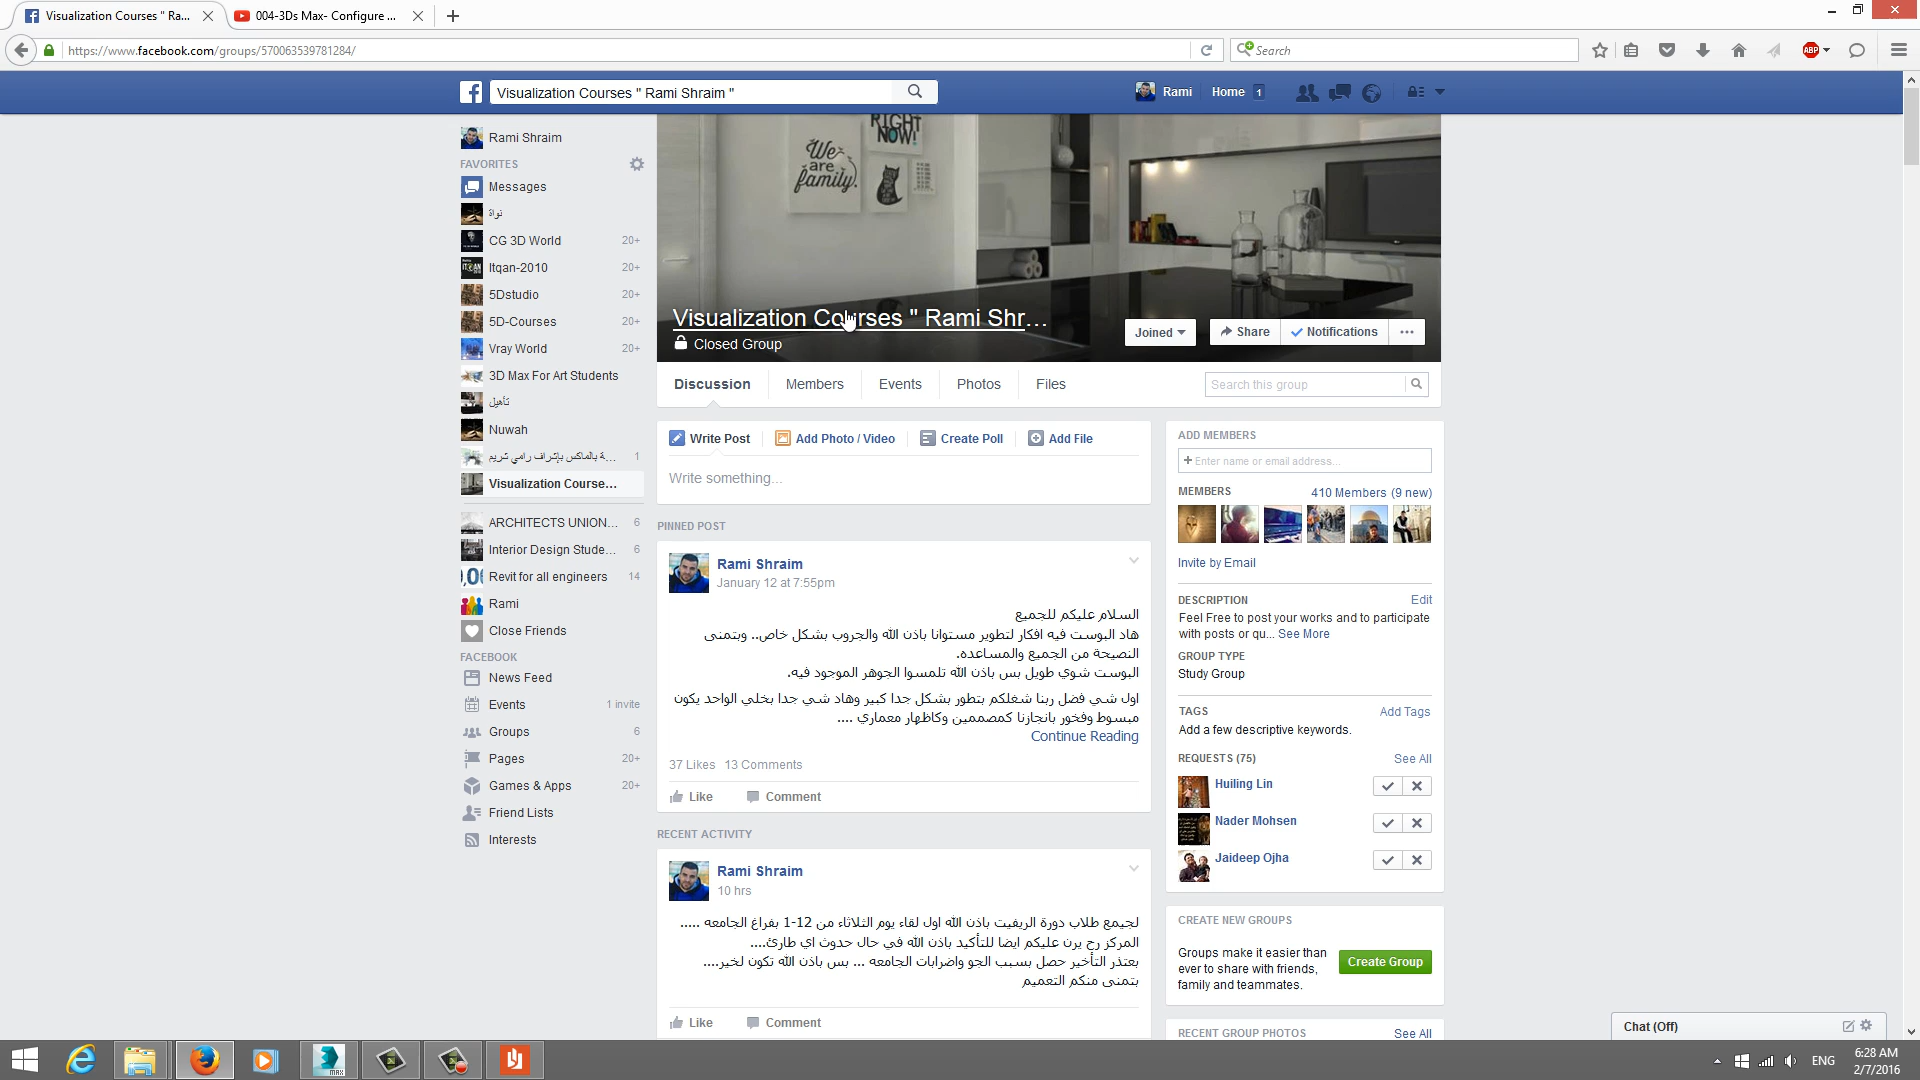 Visualization Courses " Ra...
004-3Ds Max- Configure ...
https://www.facebook.com/groups/570063539781284/
Search
ABP
Visualization Courses " Rami Shraim "
Rami
Home 1
Rami Shraim
FAVORITES
Messages
نواة
CG 3D World 20+
Itqan-2010 20+
5Dstudio 20+
5D-Courses 20+
Vray World 20+
3D Max For Art Students
تأهيل
Nuwah
...ة بالماكس بإشراف رامي شريم 1
Visualization Course...
ARCHITECTS UNION... 6
Interior Design Stude... 6
Revit for all engineers 14
Rami
Close Friends
FACEBOOK
News Feed
Events 1 invite
Groups 6
Pages 20+
Games & Apps 20+
Friend Lists
Interests
RIGHT
NOW!
We
are
family.
Visualization Courses " Rami Shr...
Closed Group
Joined
Share
Notifications
Discussion
Members
Events
Photos
Files
Search this group
Write Post
Add Photo / Video
Create Poll
Add File
Write something...
PINNED POST
Rami Shraim
January 12 at 7:55pm
السلام عليكم للجميع
هاد البوست فيه افكار لتطوير مستوانا باذن الله والجروب بشكل خاص.. وبتمنى
النصيحة من الجميع والمساعده.
البوست شوي طويل بس باذن الله تلمسوا الجوهر الموجود فيه.
اول شي فضل ربنا شغلكم بتطور بشكل جدا كبير وهاد شي جدا بخلي الواحد يكون
مبسوط وفخور بانجازنا كمصممين وكاظهار معماري ....
Continue Reading
37 Likes 13 Comments
Like
Comment
RECENT ACTIVITY
Rami Shraim
10 hrs
لجيمع طلاب دورة الريفيت باذن الله اول لقاء يوم الثلاثاء من 12-1 بفراغ الجامعه .....
المركز رح يرن عليكم ايضا للتأكيد باذن الله في حال حدوث اي طارئ....
بعتذر التأخير حصل بسبب الجو واضرابات الجامعه ... بس باذن الله تكون لخير....
بتمنى منكم التعميم
Like
Comment
ADD MEMBERS
+ Enter name or email address...
MEMBERS
410 Members (9 new)
Invite by Email
DESCRIPTION
Edit
Feel Free to post your works and to participate
with posts or qu... See More
GROUP TYPE
Study Group
TAGS
Add Tags
Add a few descriptive keywords.
REQUESTS (75)
See All
Huiling Lin
Nader Mohsen
Jaideep Ojha
CREATE NEW GROUPS
Groups make it easier than
ever to share with friends,
family and teammates.
Create Group
RECENT GROUP PHOTOS
See All
Chat (Off)
MAX
ENG
6:28 AM
2/7/2016